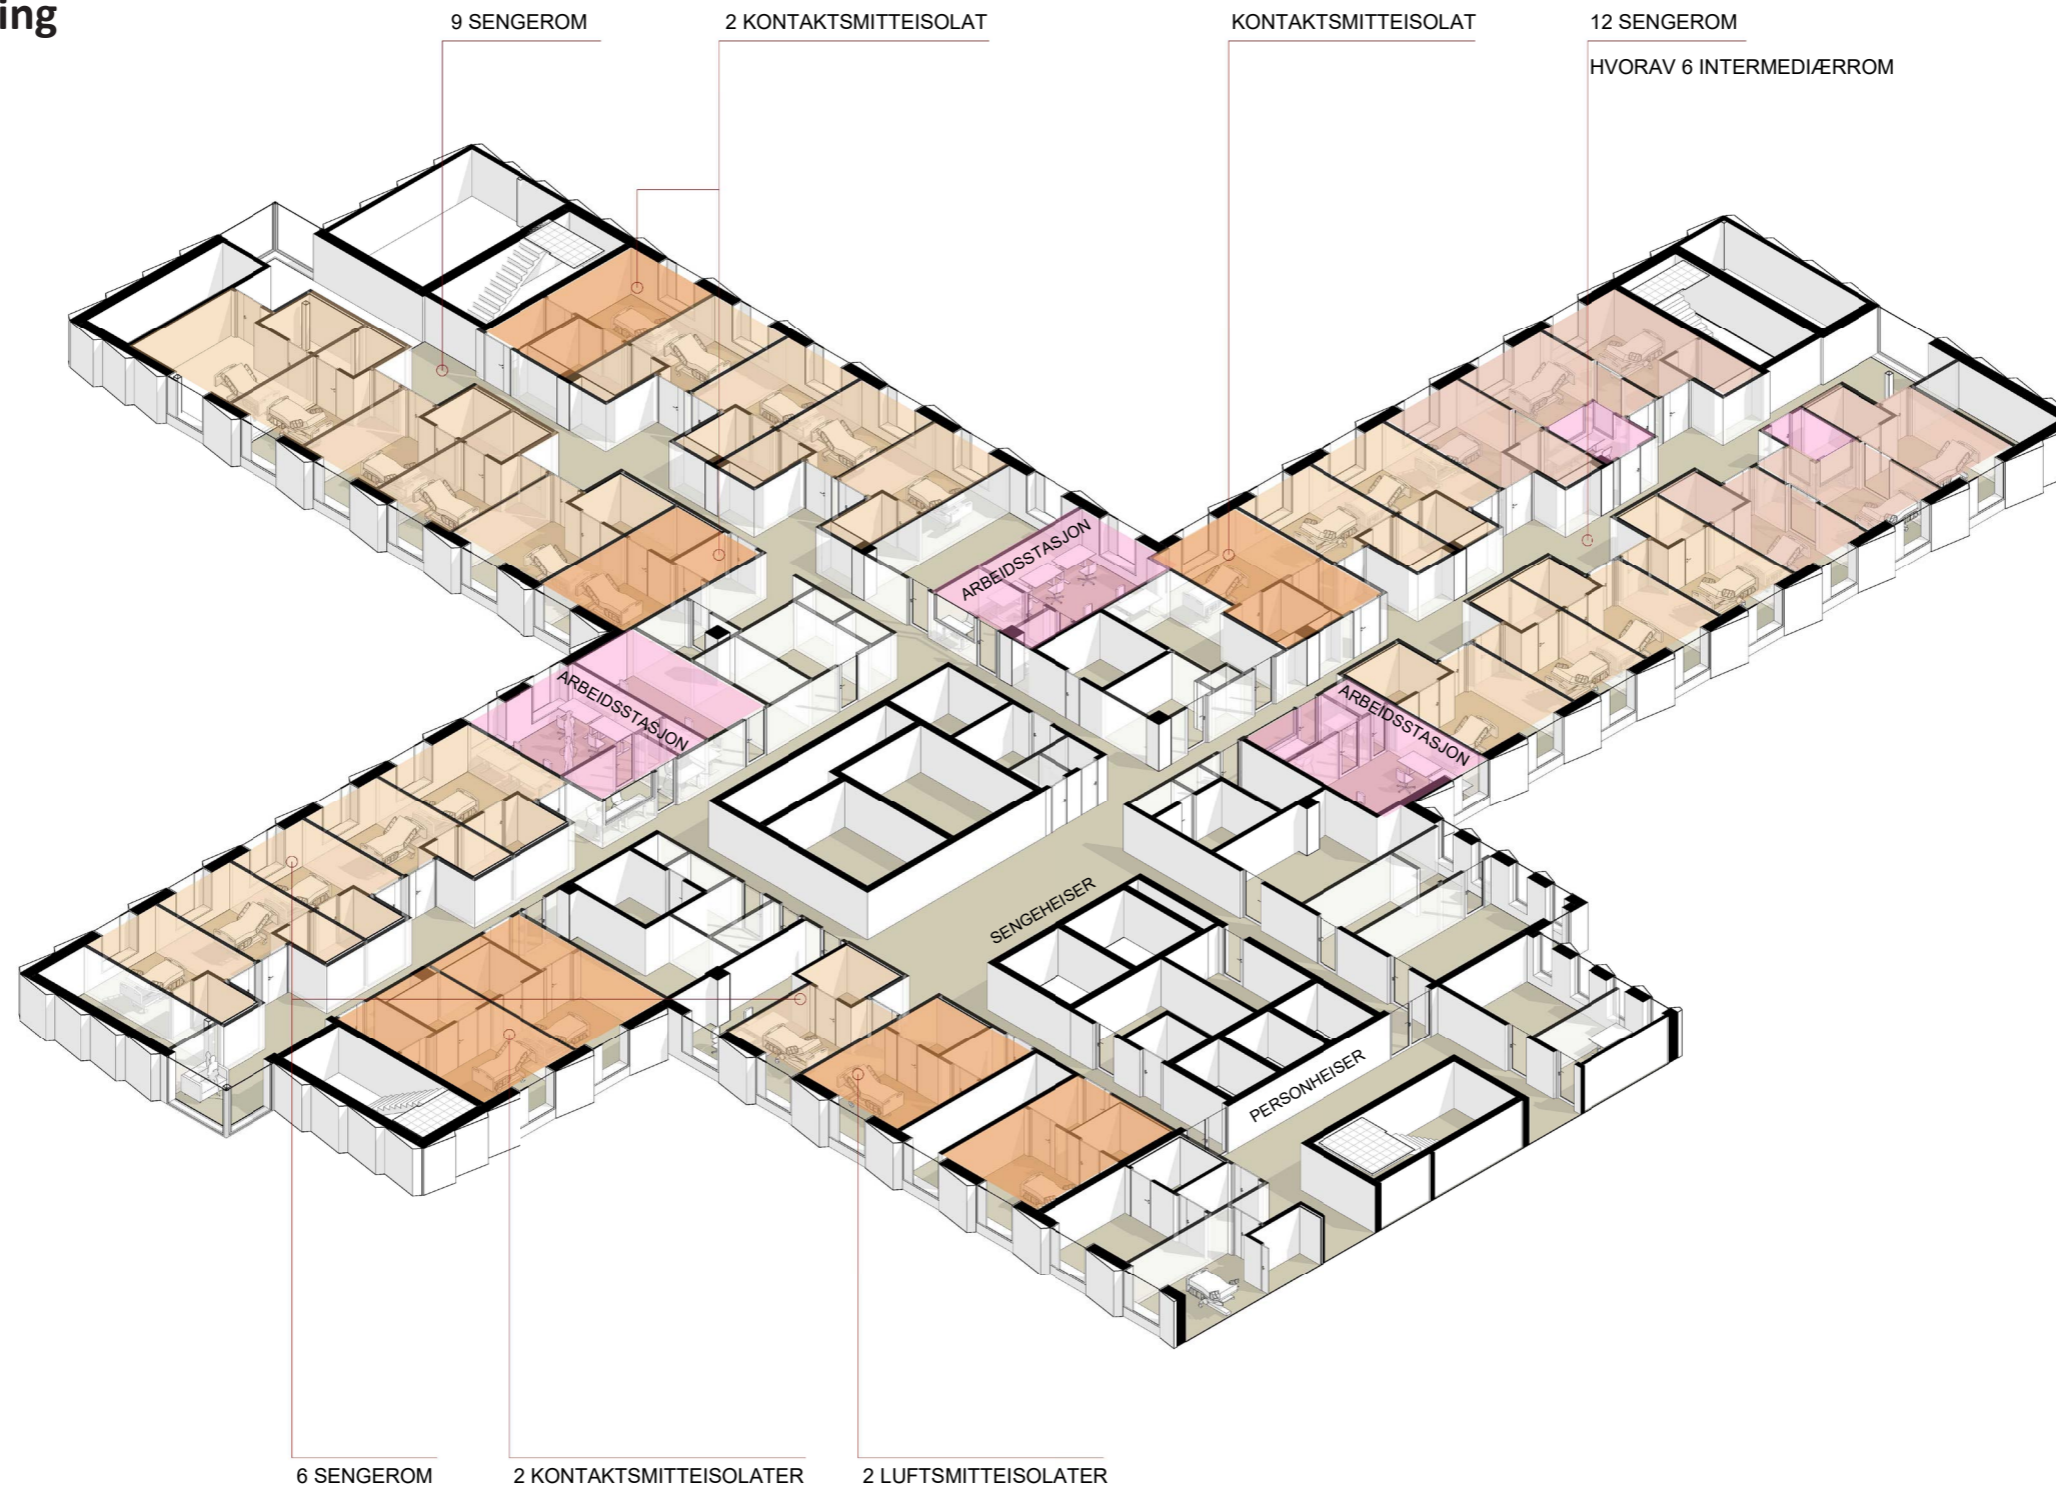 ing
9 SENGEROM
2 KONTAKTSMITTEISOLAT
KONTAKTSMITTEISOLAT
12 SENGEROM
HVORAV 6 INTERMEDIÆRROM
ARBEIDSSTASJON
ARBEIDSSTASJON
ARBEIDSSTASJON
SENGEHEISER
PERSONHEISER
6 SENGEROM
2 KONTAKTSMITTEISOLATER
2 LUFTSMITTEISOLATER